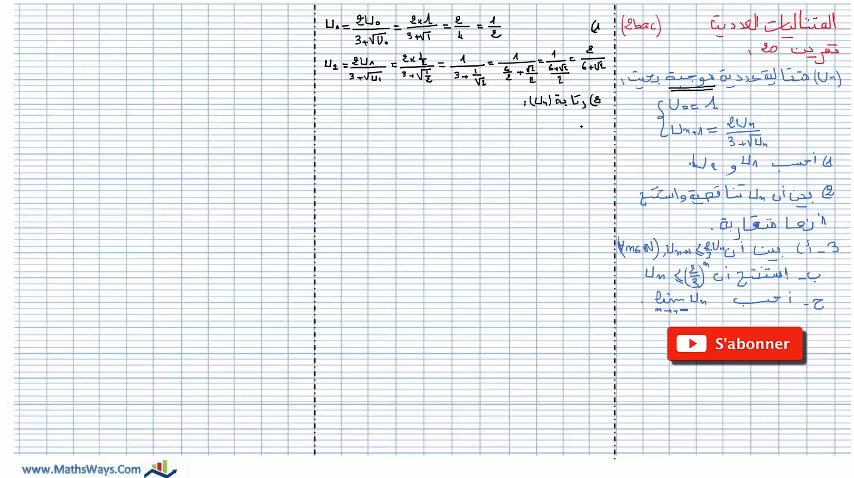 المتتاليات العددية (2bac)
تمرين 20 :
(Un) متتالية عددية موجبة بحيث:
U₀ = 1
Uₙ₊₁ = 2Uₙ / (3+√Uₙ)
1) احسب U₁ و U₂.
2) بين أن Uₙ تناقصية واستنتج
أنها متقاربة.
3- أ) بين أن Uₙ₊₁ ≤ 2/3 Uₙ ، (∀n∈ℕ)
ب- استنتج أن Uₙ ≤ (2/3)ⁿ
ج- احسب lim Uₙ n→+∞ .
S'abonner
(1 U₁ = 2U₀/(3+√U₀) = 2×1/(3+√1) = 2/4 = 1/2
U₂ = 2U₁/(3+√U₁) = (2×1/2)/(3+√(1/2)) = 1/(3+1/√2) = 1/(6/2+√2/2) = 1/((6+√2)/2) = 2/(6+√2)
2) رتابة (Un):
www.MathsWays.Com